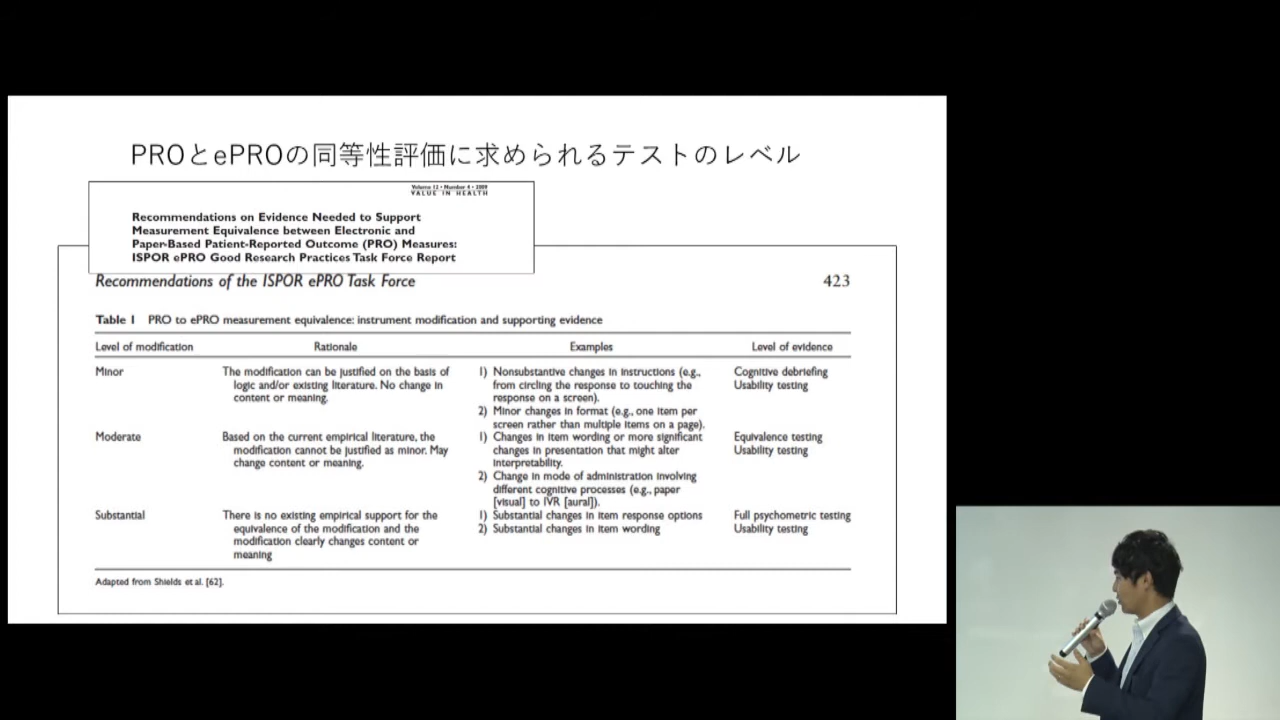 PROとePROの同等性評価に求められるテストのレベル
Volume 12 • Number 4 • 2009
VALUE IN HEALTH
Recommendations on Evidence Needed to Support
Measurement Equivalence between Electronic and
Paper-Based Patient-Reported Outcome (PRO) Measures:
ISPOR ePRO Good Research Practices Task Force Report
Recommendations of the ISPOR ePRO Task Force 423
Table 1 PRO to ePRO measurement equivalence: instrument modification and supporting evidence
Level of modification Rationale Examples Level of evidence
Minor The modification can be justified on the basis of 1) Nonsubstantive changes in instructions (e.g., Cognitive debriefing
logic and/or existing literature. No change in from circling the response to touching the Usability testing
content or meaning. response on a screen).
2) Minor changes in format (e.g., one item per
screen rather than multiple items on a page).
Moderate Based on the current empirical literature, the 1) Changes in item wording or more significant Equivalence testing
modification cannot be justified as minor. May changes in presentation that might alter Usability testing
change content or meaning. interpretability.
2) Change in mode of administration involving
different cognitive processes (e.g., paper
[visual] to IVR [aural]).
Substantial There is no existing empirical support for the 1) Substantial changes in item response options Full psychometric testing
equivalence of the modification and the 2) Substantial changes in item wording Usability testing
modification clearly changes content or
meaning
Adapted from Shields et al. [62].